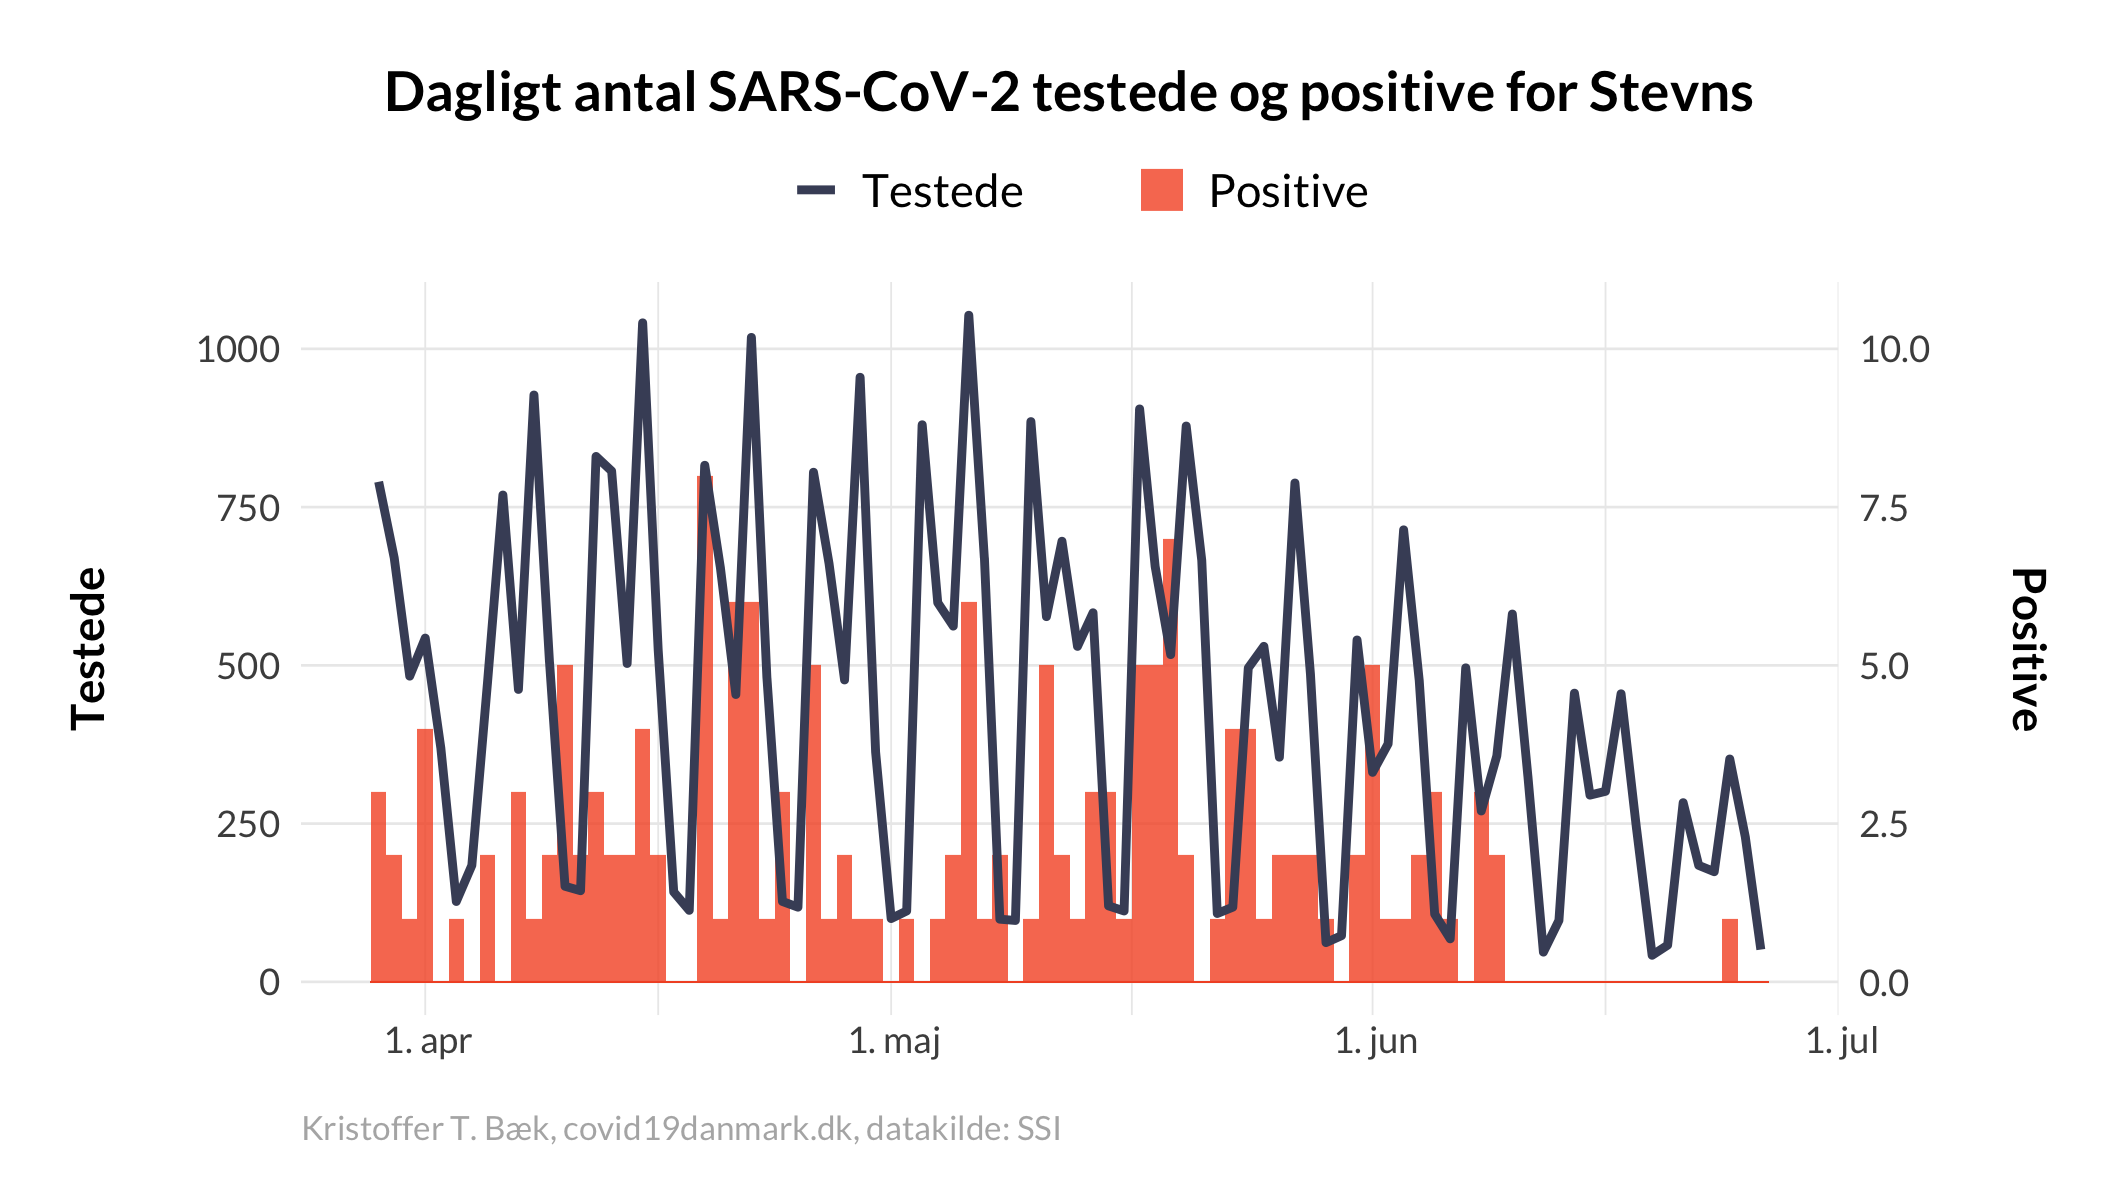 Dagligt antal SARS-CoV-2 testede og positive for Stevns
Testede Positive
1000 10.0
750 7.5
500 5.0
250 2.5
0 0.0
Testede
Positive
1. apr 1. maj 1. jun 1. jul
Kristoffer T. Bæk, covid19danmark.dk, datakilde: SSI